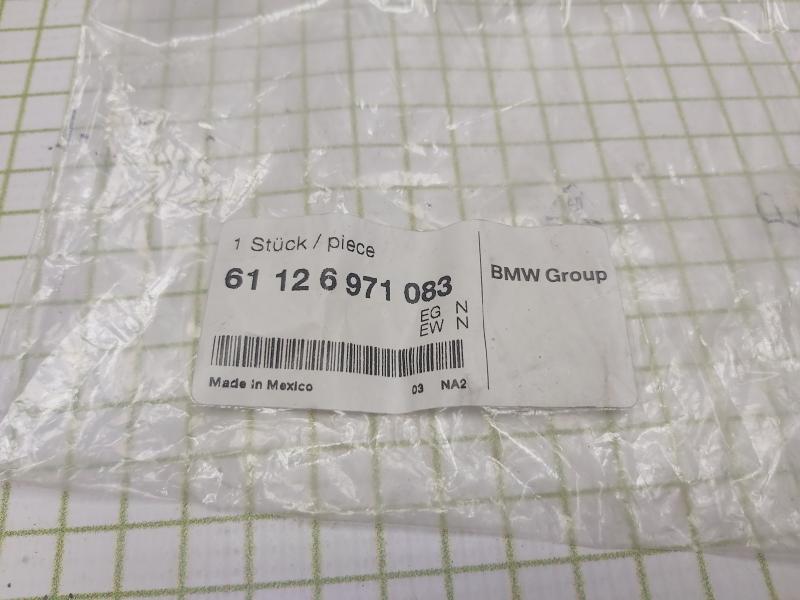 1 Stück / piece
61 12 6 971 083
EG N
EW N
Made in Mexico
03 NA2
BMW Group